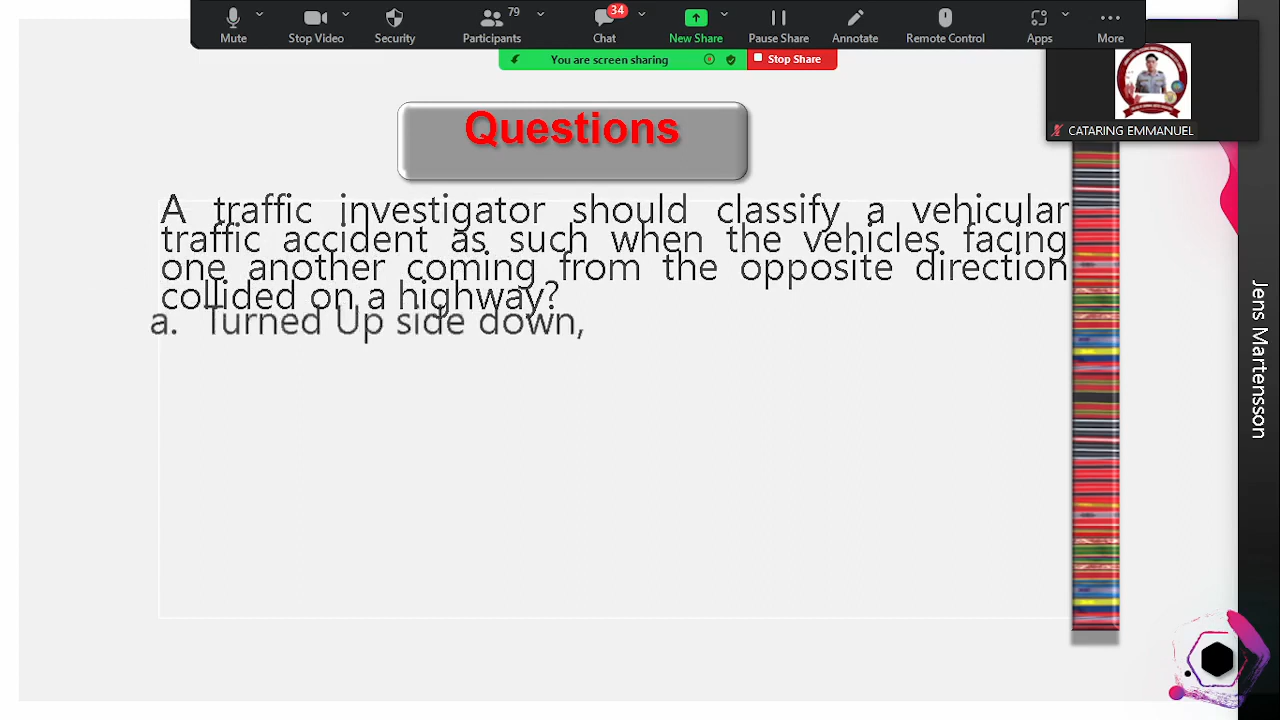 Mute
Stop Video
Security
79
Participants
34
Chat
New Share
Pause Share
Annotate
Remote Control
Apps
More
You are screen sharing
Stop Share
CATARING EMMANUEL
Questions
A traffic investigator should classify a vehicular
traffic accident as such when the vehicles facing
one another coming from the opposite direction
collided on a highway?
a. Turned Up side down,
Jens Martensson